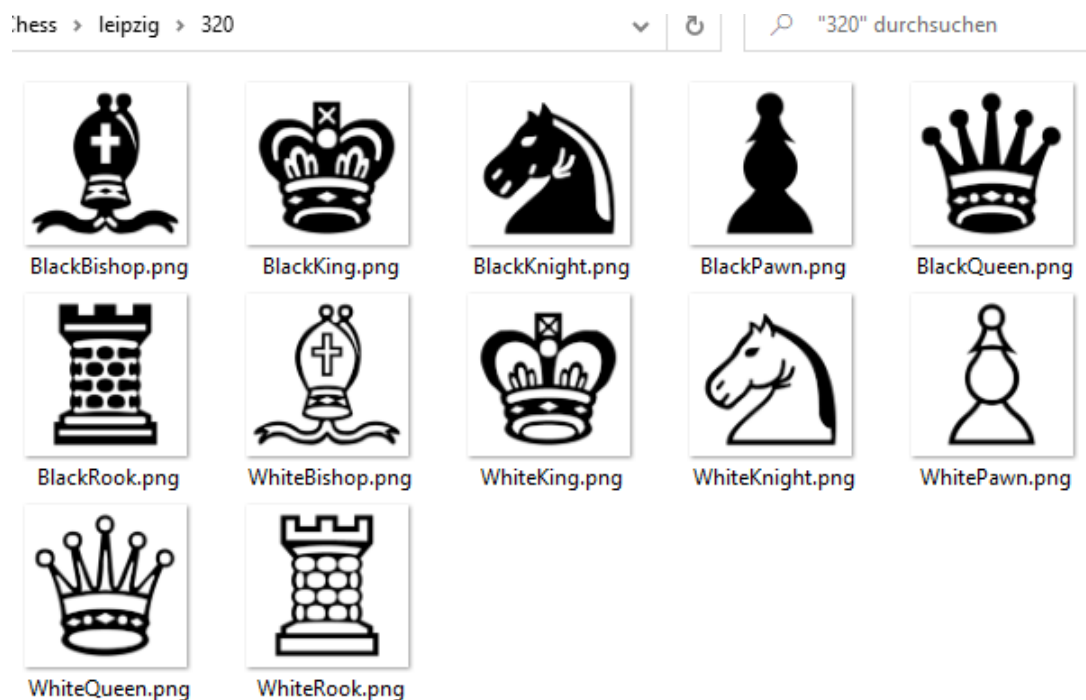 Chess > leipzig > 320
"320" durchsuchen
BlackBishop.png
BlackKing.png
BlackKnight.png
BlackPawn.png
BlackQueen.png
BlackRook.png
WhiteBishop.png
WhiteKing.png
WhiteKnight.png
WhitePawn.png
WhiteQueen.png
WhiteRook.png